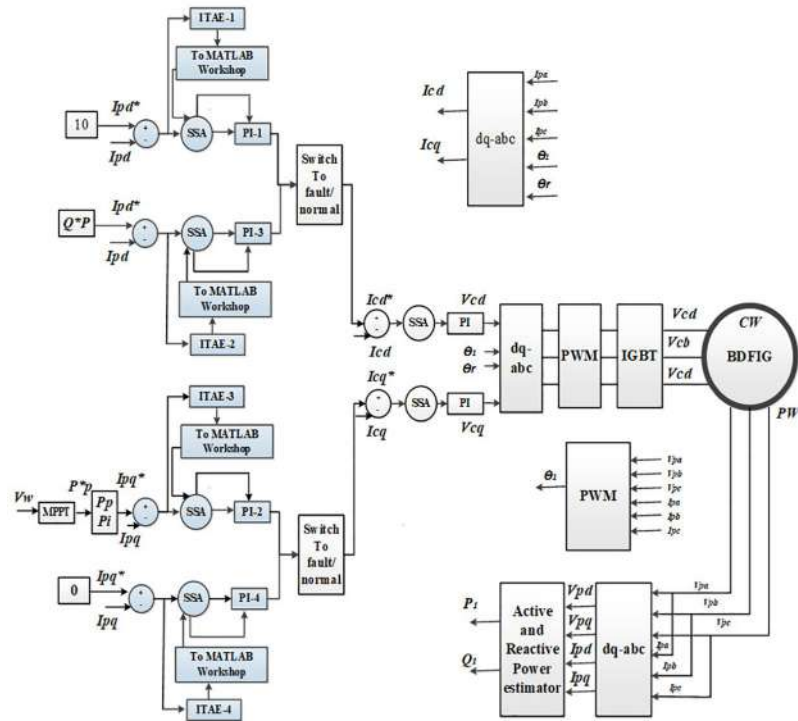 ITAE-1
To MATLAB
Workshop
Ipd*
10
+
-
SSA
PI-1
Ipd
Switch
To
fault/
normal
Ipd*
Q*P
+
-
SSA
PI-3
Ipd
To MATLAB
Workshop
ITAE-2
Icd
Icq
dq-abc
Ipa
Ipb
Ipc
Θ1
Θr
Icd*
+
-
SSA
Vcd
PI
Icd
Θ1
Θr
dq-
abc
PWM
IGBT
Vcd
Vcb
Vcd
CW
BDFIG
PW
Icq*
+
-
SSA
PI
Icq
Vcq
ITAE-3
To MATLAB
Workshop
Vw
MPPT
P*p
Pp
Pi
Ipq*
+
-
SSA
PI-2
Ipq
Switch
To
fault/
normal
Ipq*
0
+
-
SSA
PI-4
Ipq
To MATLAB
Workshop
ITAE-4
Θ1
PWM
Vpa
Vpb
Vpc
Ipa
Ipb
Ipc
P1
Q1
Active
and
Reactive
Power
estimator
Vpd
Vpq
Ipd
Ipq
dq-abc
Vpa
Vpb
Vpc
Ipa
Ipb
Ipc